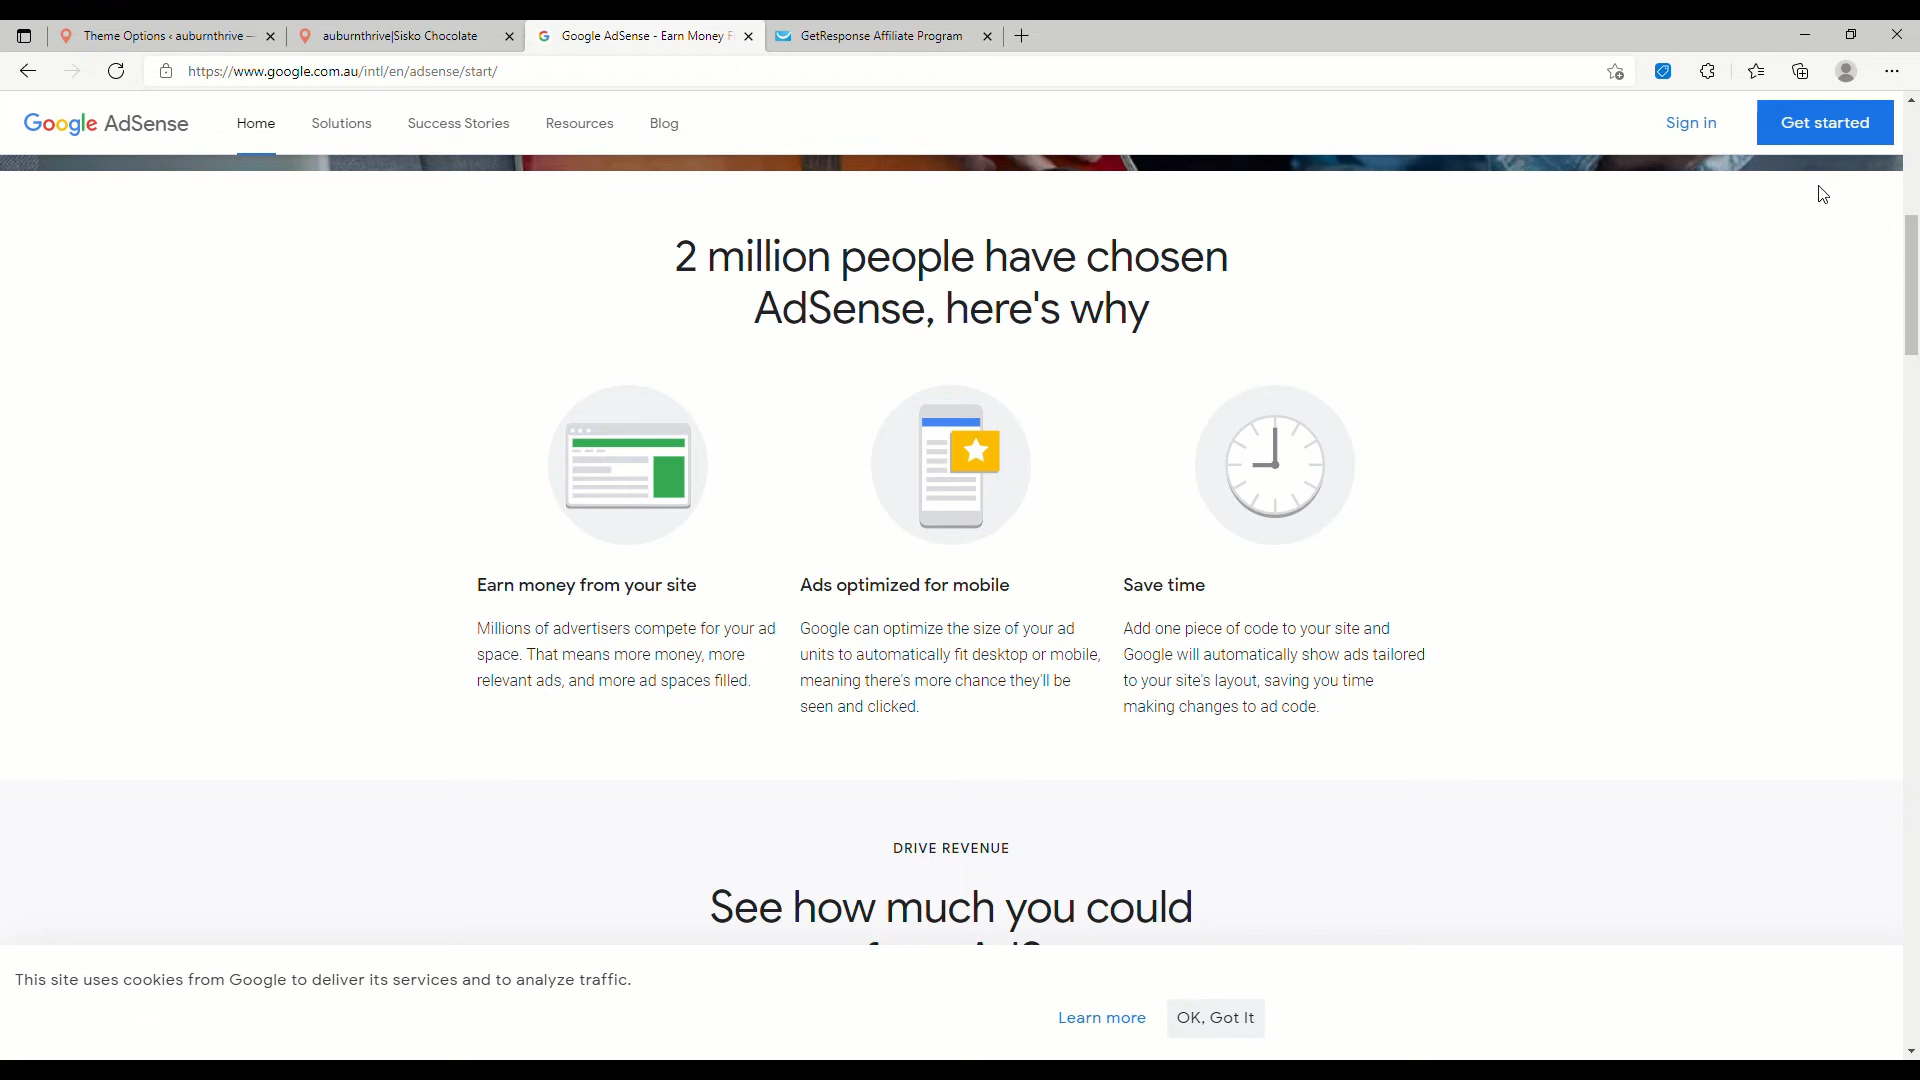 Theme Options ‹ auburnthrive —
auburnthrive|Sisko Chocolate
Google AdSense - Earn Money F
GetResponse Affiliate Program
https://www.google.com.au/intl/en/adsense/start/
Google AdSense
Home
Solutions
Success Stories
Resources
Blog
Sign in
Get started
2 million people have chosen
AdSense, here's why
Earn money from your site
Millions of advertisers compete for your ad
space. That means more money, more
relevant ads, and more ad spaces filled.
Ads optimized for mobile
Google can optimize the size of your ad
units to automatically fit desktop or mobile,
meaning there's more chance they'll be
seen and clicked.
Save time
Add one piece of code to your site and
Google will automatically show ads tailored
to your site's layout, saving you time
making changes to ad code.
DRIVE REVENUE
See how much you could
This site uses cookies from Google to deliver its services and to analyze traffic.
Learn more
OK, Got It